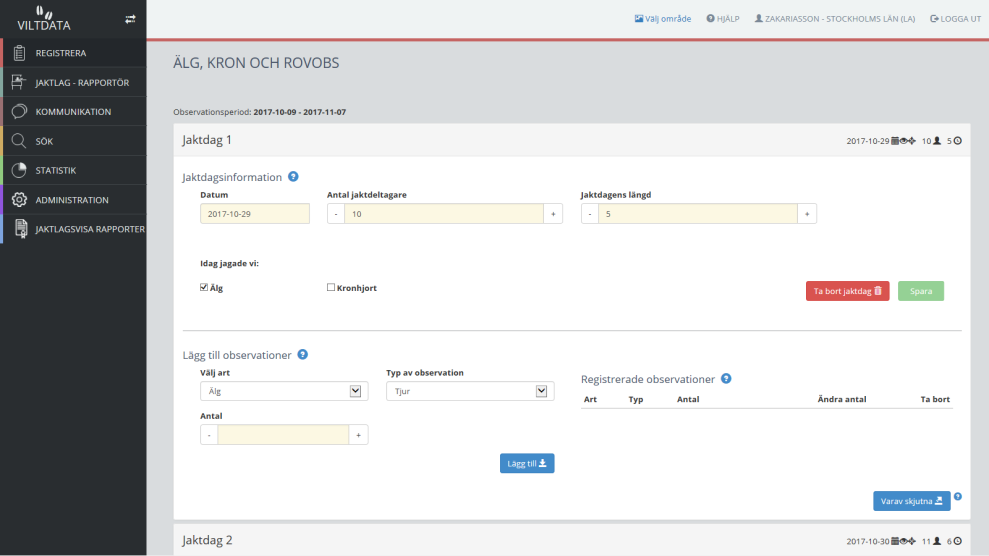 VILTDATA
Välj område
HJÄLP
ZAKARIASSON - STOCKHOLMS LÄN (LA)
LOGGA UT
REGISTRERA
JAKTLAG - RAPPORTÖR
KOMMUNIKATION
SÖK
STATISTIK
ADMINISTRATION
JAKTLAGSVISA RAPPORTER
ÄLG, KRON OCH ROVOBS
Observationsperiod: 2017-10-09 - 2017-11-07
Jaktdag 1
2017-10-29 10 5
Jaktdagsinformation ?
Datum
2017-10-29
Antal jaktdeltagare
- 10 +
Jaktdagens längd
- 5 +
Idag jagade vi:
Älg
Kronhjort
Ta bort jaktdag
Spara
Lägg till observationer ?
Välj art
Älg
Typ av observation
Tjur
Antal
- +
Lägg till
Registrerade observationer ?
Art Typ Antal Ändra antal Ta bort
Varav skjutna ?
Jaktdag 2
2017-10-30 11 6